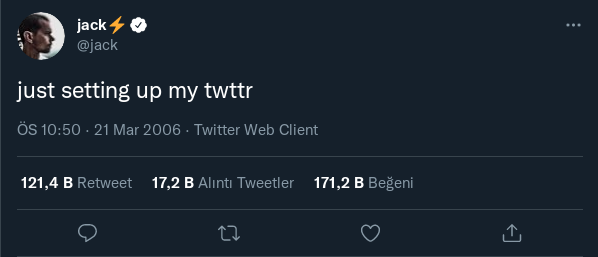 jack⚡
@jack
just setting up my twttr
ÖS 10:50 · 21 Mar 2006 · Twitter Web Client
121,4 B Retweet 17,2 B Alıntı Tweetler 171,2 B Beğeni